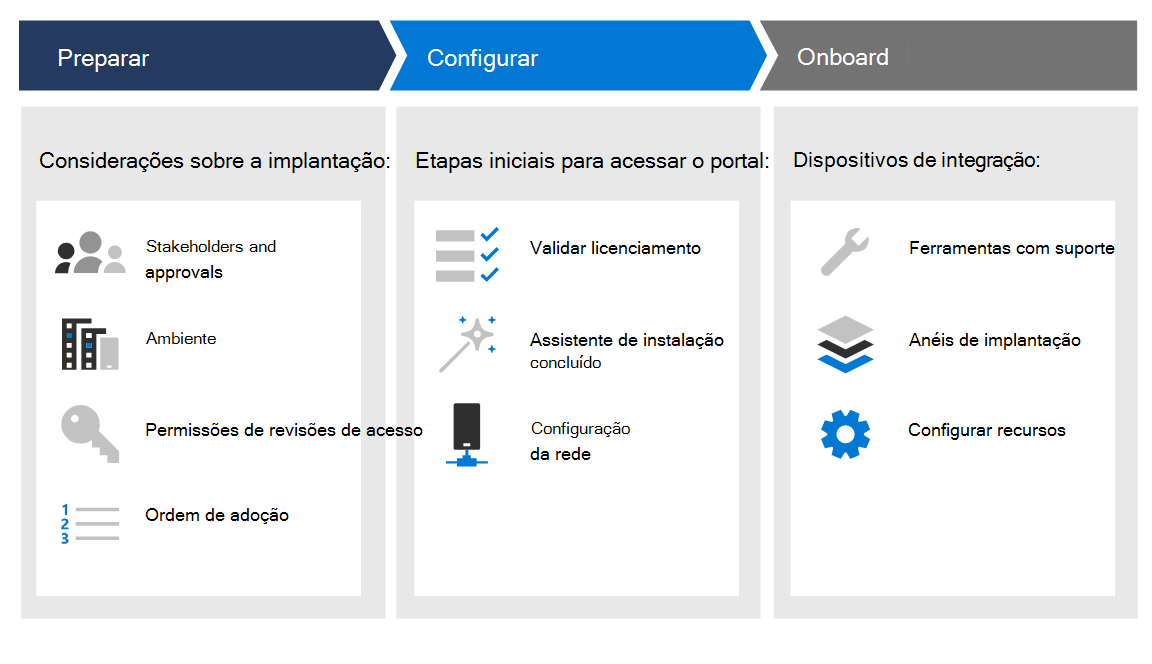 Preparar
Configurar
Onboard
Considerações sobre a implantação:
Stakeholders and
approvals
Ambiente
Permissões de revisões de acesso
1
2
3
Ordem de adoção
Etapas iniciais para acessar o portal:
Validar licenciamento
Assistente de instalação
concluído
Configuração
da rede
Dispositivos de integração:
Ferramentas com suporte
Anéis de implantação
Configurar recursos